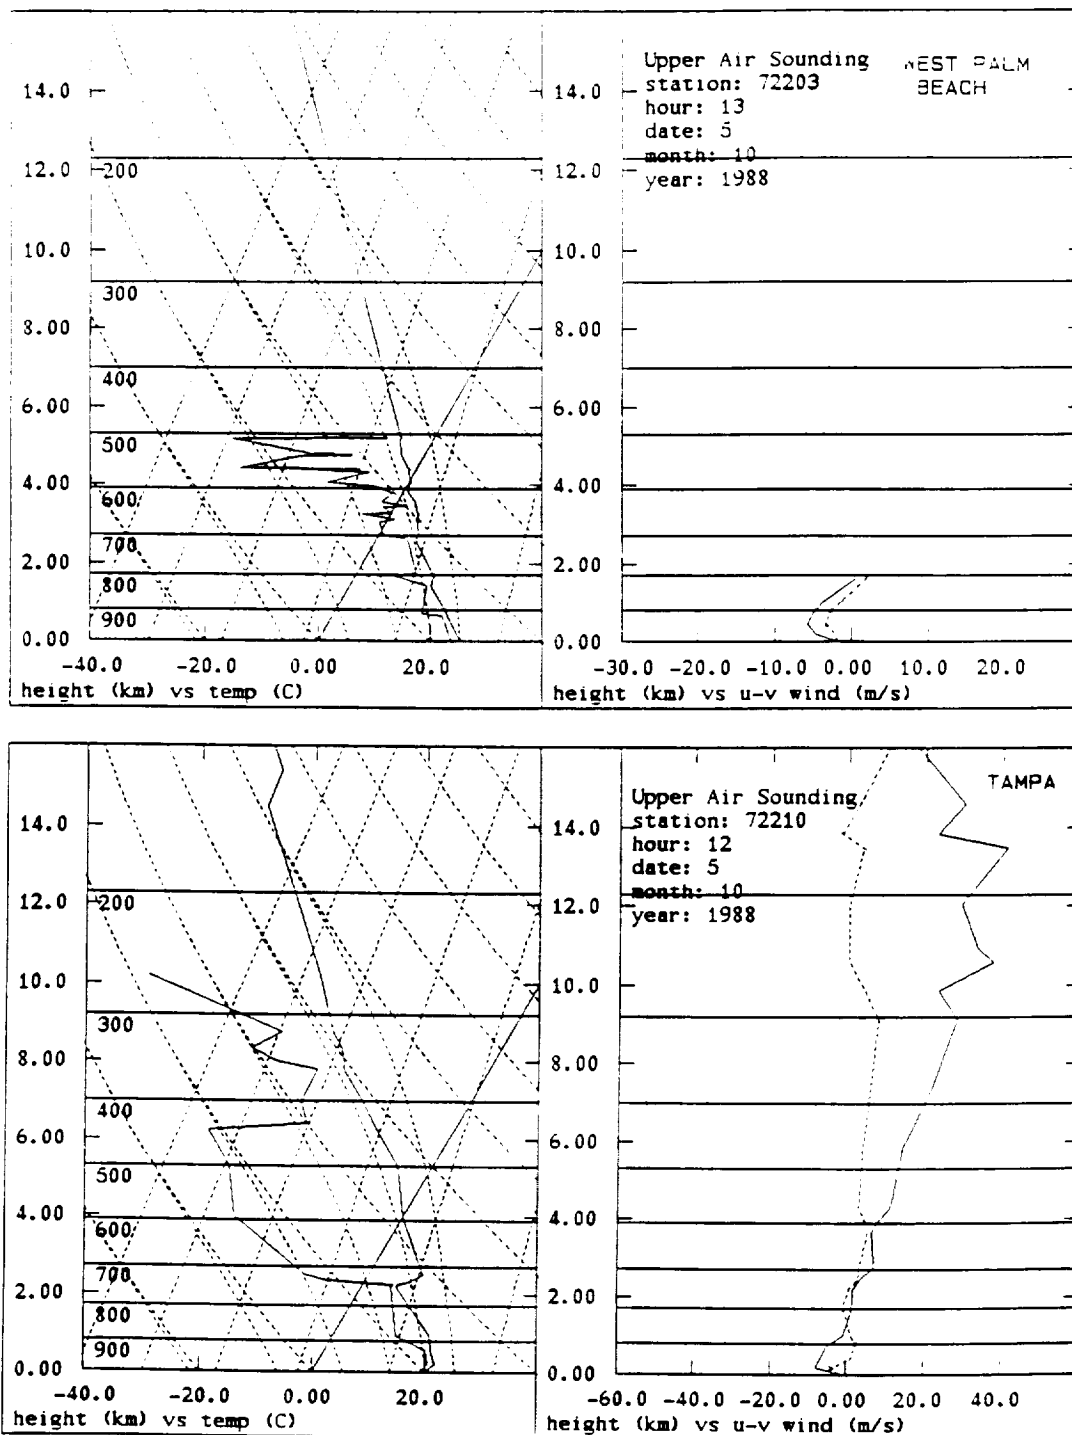 Upper Air Sounding
station: 72203
hour: 13
date: 5
month: 10
year: 1988
WEST PALM
BEACH
14.0
12.0
10.0
8.00
6.00
4.00
2.00
0.00
200
300
400
500
600
700
800
900
-40.0 -20.0 0.00 20.0
height (km) vs temp (C)
14.0
12.0
10.0
8.00
6.00
4.00
2.00
0.00
-30.0 -20.0 -10.0 0.00 10.0 20.0
height (km) vs u-v wind (m/s)
Upper Air Sounding
station: 72210
hour: 12
date: 5
month: 10
year: 1988
TAMPA
14.0
12.0
10.0
8.00
6.00
4.00
2.00
0.00
200
300
400
500
600
700
800
900
-40.0 -20.0 0.00 20.0
height (km) vs temp (C)
14.0
12.0
10.0
8.00
6.00
4.00
2.00
0.00
-60.0 -40.0 -20.0 0.00 20.0 40.0
height (km) vs u-v wind (m/s)